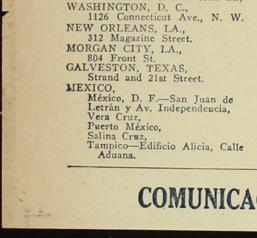 WASHINGTON, D. C.,
1126 Connecticut Ave., N. W.
NEW ORLEANS, LA.,
312 Magazine Street.
MORGAN CITY, LA.,
804 Front St.
GALVESTON, TEXAS,
Strand and 21st Street.
MEXICO,
México, D. F.—San Juan de
Letrán y Av. Independencia,
Vera Cruz,
Puerto México,
Salina Cruz,
Tampico—Edificio Alicia, Calle
Aduana.
COMUNICA